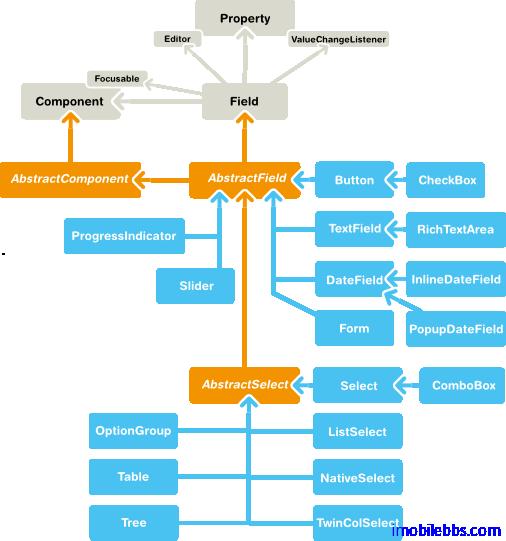 Property
Editor
ValueChangeListener
Focusable
Component
Field
AbstractComponent
AbstractField
Button
CheckBox
ProgressIndicator
TextField
RichTextArea
Slider
DateField
InlineDateField
Form
PopupDateField
AbstractSelect
Select
ComboBox
OptionGroup
ListSelect
Table
NativeSelect
Tree
TwinColSelect
imobilebbs.com